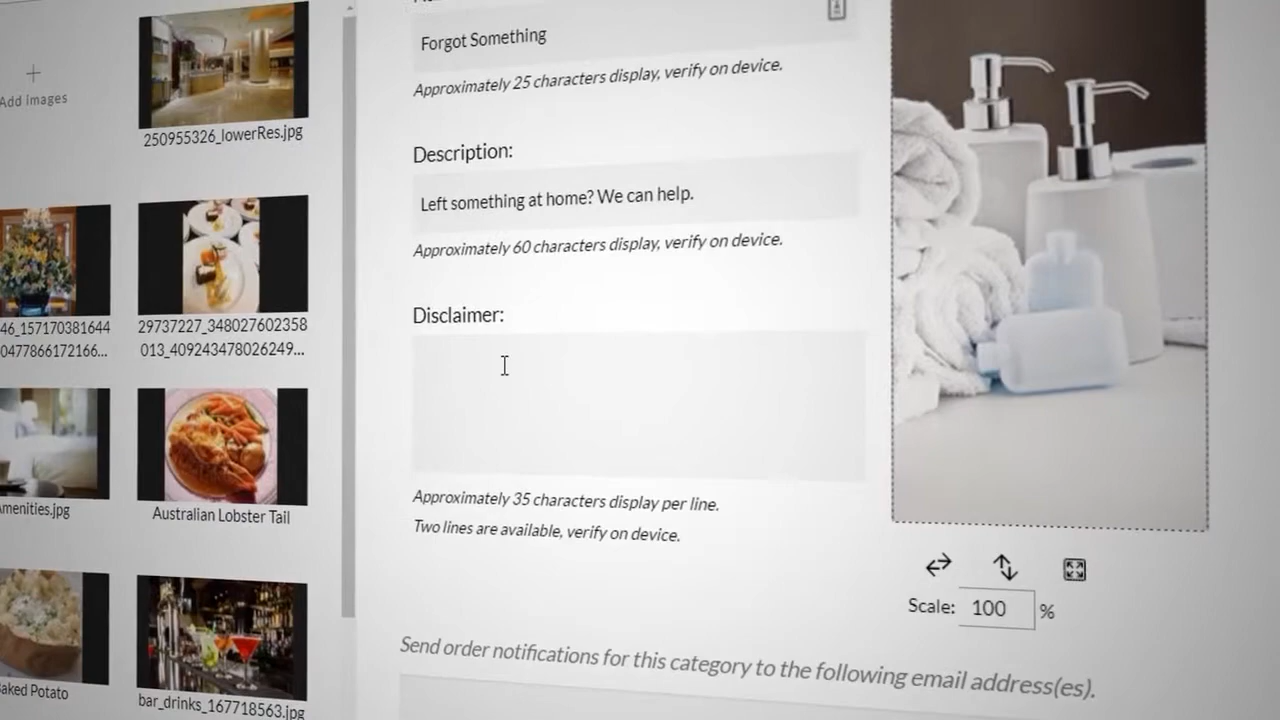 Add images
250955326_lowerRes.jpg
46_157170381644
0477866172166...
29737227_348027602358
013_409243478026249...
Amenities.jpg
Australian Lobster Tail
Baked Potato
bar_drinks_167718563.jpg
Forgot Something
Approximately 25 characters display, verify on device.
Description:
Left something at home? We can help.
Approximately 60 characters display, verify on device.
Disclaimer:
Approximately 35 characters display per line.
Two lines are available, verify on device.
Scale: 100 %
Send order notifications for this category to the following email address(es).